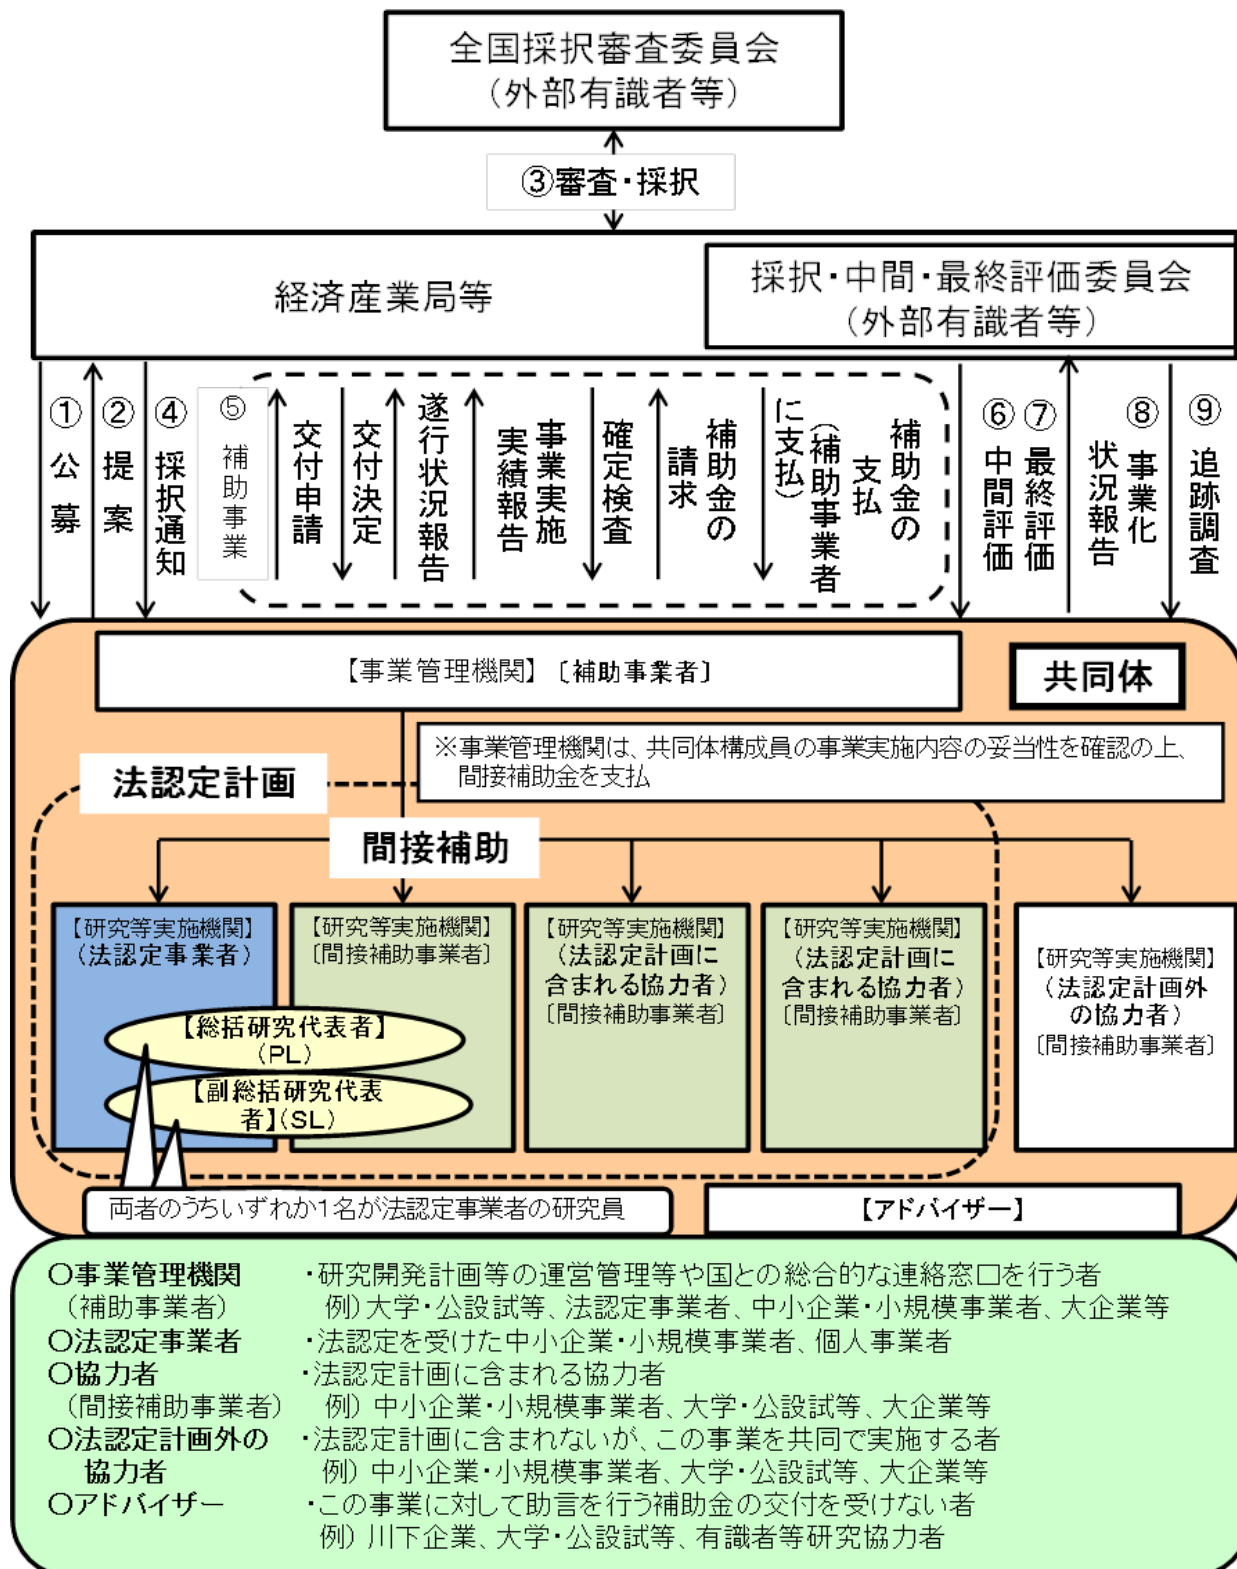 全国採択審査委員会
(外部有識者等)
③審査・採択
経済産業局等
採択・中間・最終評価委員会
(外部有識者等)
①公募
②提案
④採択通知
⑤補助事業
交付申請
交付決定
遂行状況報告
事業実施
実績報告
確定検査
補助金の
請求
補助金の
支払
(補助事業者
に支払)
⑥中間評価
⑦最終評価
⑧事業化
状況報告
⑨追跡調査
【事業管理機関】〔補助事業者〕
共同体
※事業管理機関は、共同体構成員の事業実施内容の妥当性を確認の上、
間接補助金を支払
法認定計画
間接補助
【研究等実施機関】
(法認定事業者)
【研究等実施機関】
〔間接補助事業者〕
【研究等実施機関】
(法認定計画に
含まれる協力者)
〔間接補助事業者〕
【研究等実施機関】
(法認定計画に
含まれる協力者)
〔間接補助事業者〕
【研究等実施機関】
(法認定計画外
の協力者)
〔間接補助事業者〕
【総括研究代表者】
(PL)
【副総括研究代表
者】(SL)
両者のうちいずれか1名が法認定事業者の研究員
【アドバイザー】
○事業管理機関 ・研究開発計画等の運営管理等や国との総合的な連絡窓口を行う者
(補助事業者) 例)大学・公設試等、法認定事業者、中小企業・小規模事業者、大企業等
○法認定事業者 ・法認定を受けた中小企業・小規模事業者、個人事業者
○協力者 ・法認定計画に含まれる協力者
(間接補助事業者) 例)中小企業・小規模事業者、大学・公設試等、大企業等
○法認定計画外の ・法認定計画に含まれないが、この事業を共同で実施する者
協力者 例)中小企業・小規模事業者、大学・公設試等、大企業等
○アドバイザー ・この事業に対して助言を行う補助金の交付を受けない者
例)川下企業、大学・公設試等、有識者等研究協力者